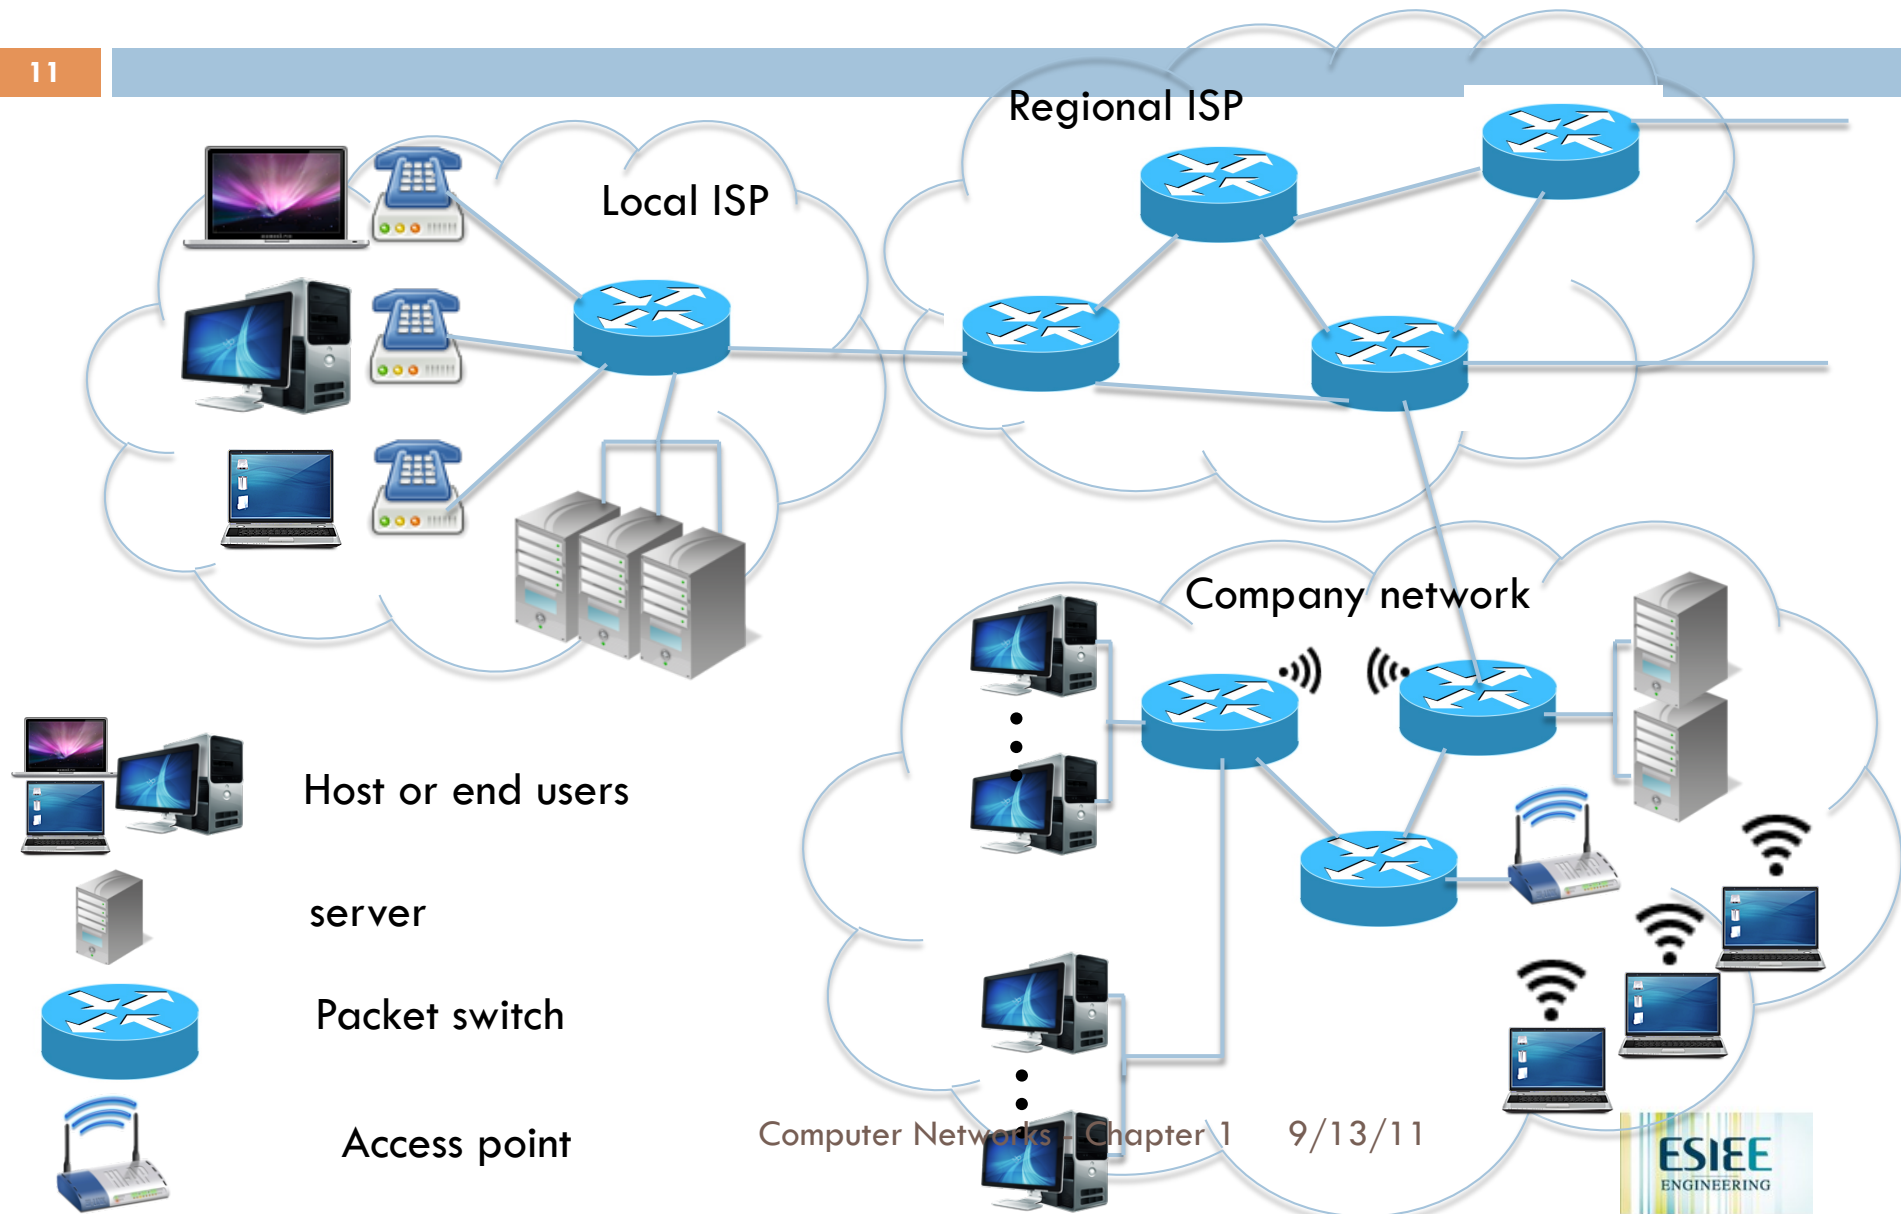 11
Regional ISP
Local ISP
Company network
Host or end users
server
Packet switch
Access point
Computer Networks - Chapter 1 9/13/11
ESIEE
ENGINEERING